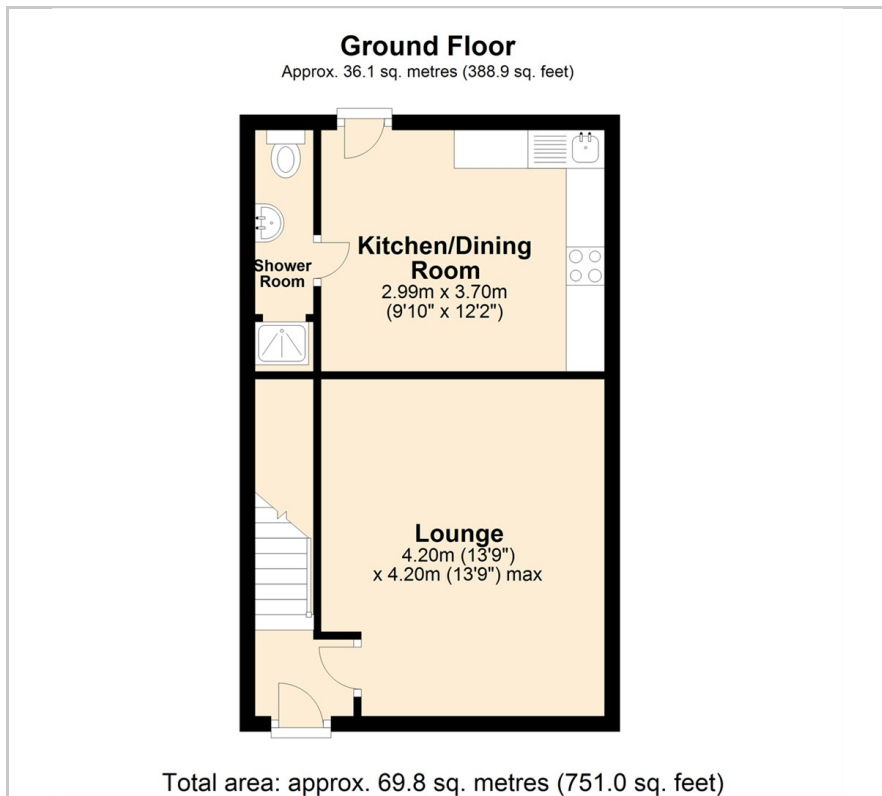 Ground Floor
Approx. 36.1 sq. metres (388.9 sq. feet)
Kitchen/Dining
Room
2.99m x 3.70m
(9'10" x 12'2")
Shower
Room
Lounge
4.20m (13'9")
x 4.20m (13'9") max
Total area: approx. 69.8 sq. metres (751.0 sq. feet)